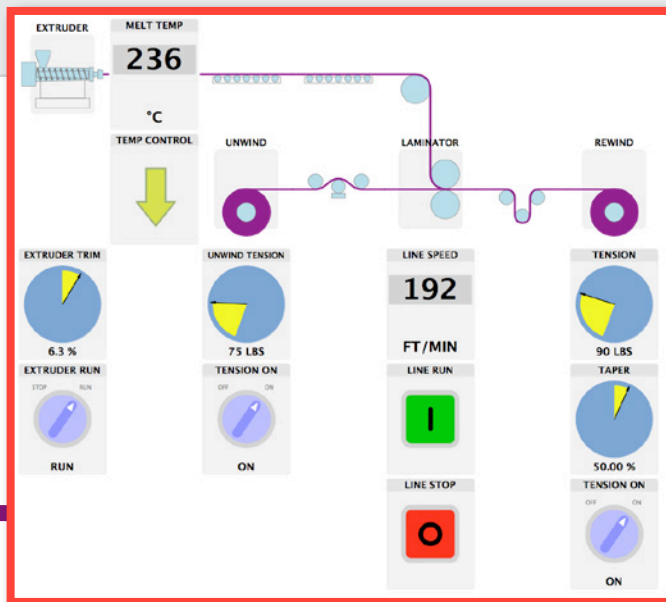 EXTRUDER
MELT TEMP
236
°C
TEMP CONTROL
UNWIND
LAMINATOR
REWIND
EXTRUDER TRIM
6.3 %
UNWIND TENSION
75 LBS
LINE SPEED
192
FT/MIN
TENSION
90 LBS
EXTRUDER RUN
STOP RUN
RUN
TENSION ON
OFF ON
ON
LINE RUN
I
TAPER
50.00 %
LINE STOP
O
TENSION ON
OFF ON
ON